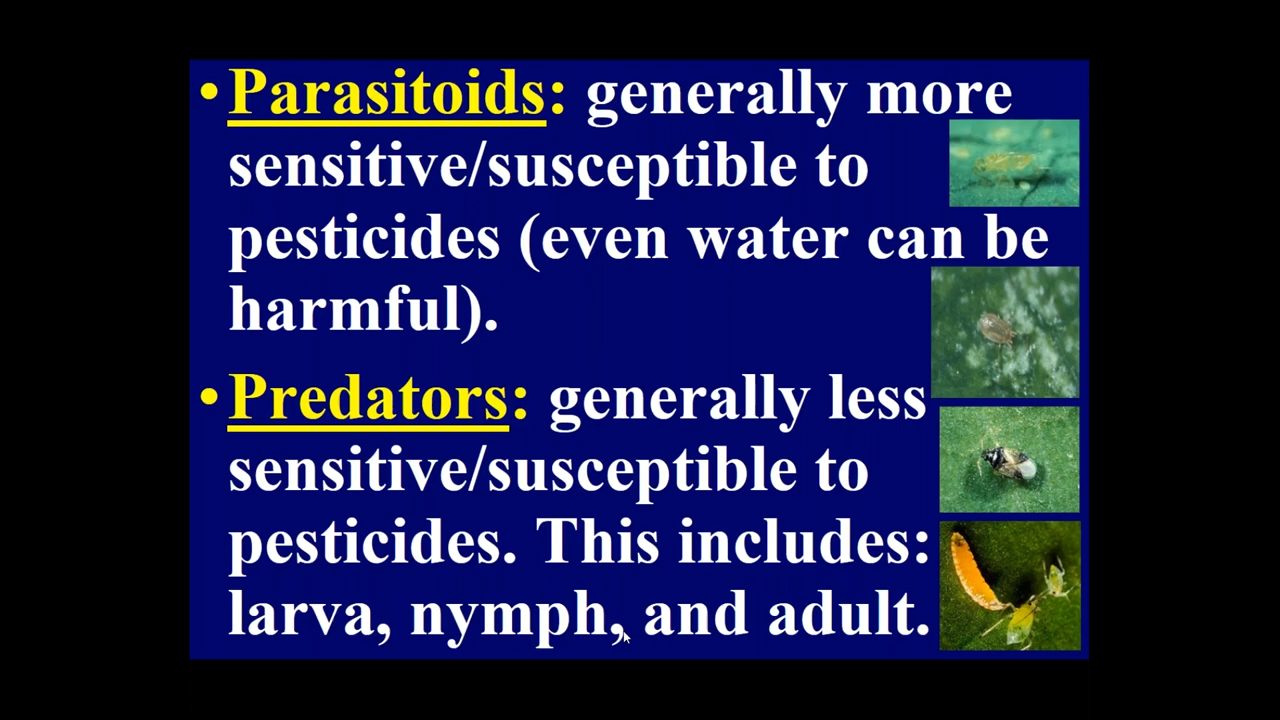 • Parasitoids: generally more
sensitive/susceptible to
pesticides (even water can be
harmful).
• Predators: generally less
sensitive/susceptible to
pesticides. This includes:
larva, nymph, and adult.